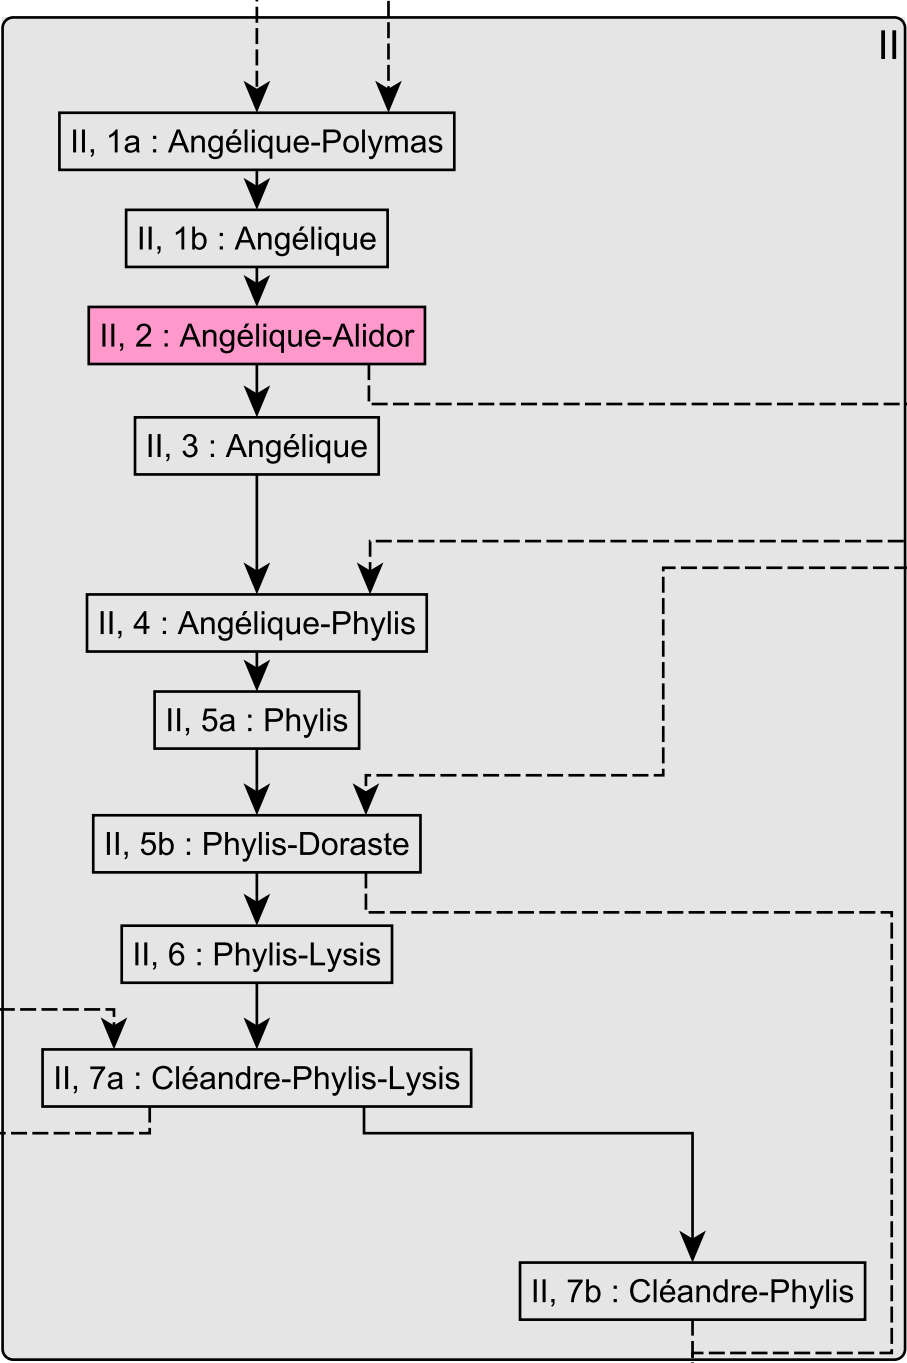 II
II, 1a : Angélique-Polymas
II, 1b : Angélique
II, 2 : Angélique-Alidor
II, 3 : Angélique
II, 4 : Angélique-Phylis
II, 5a : Phylis
II, 5b : Phylis-Doraste
II, 6 : Phylis-Lysis
II, 7a : Cléandre-Phylis-Lysis
II, 7b : Cléandre-Phylis